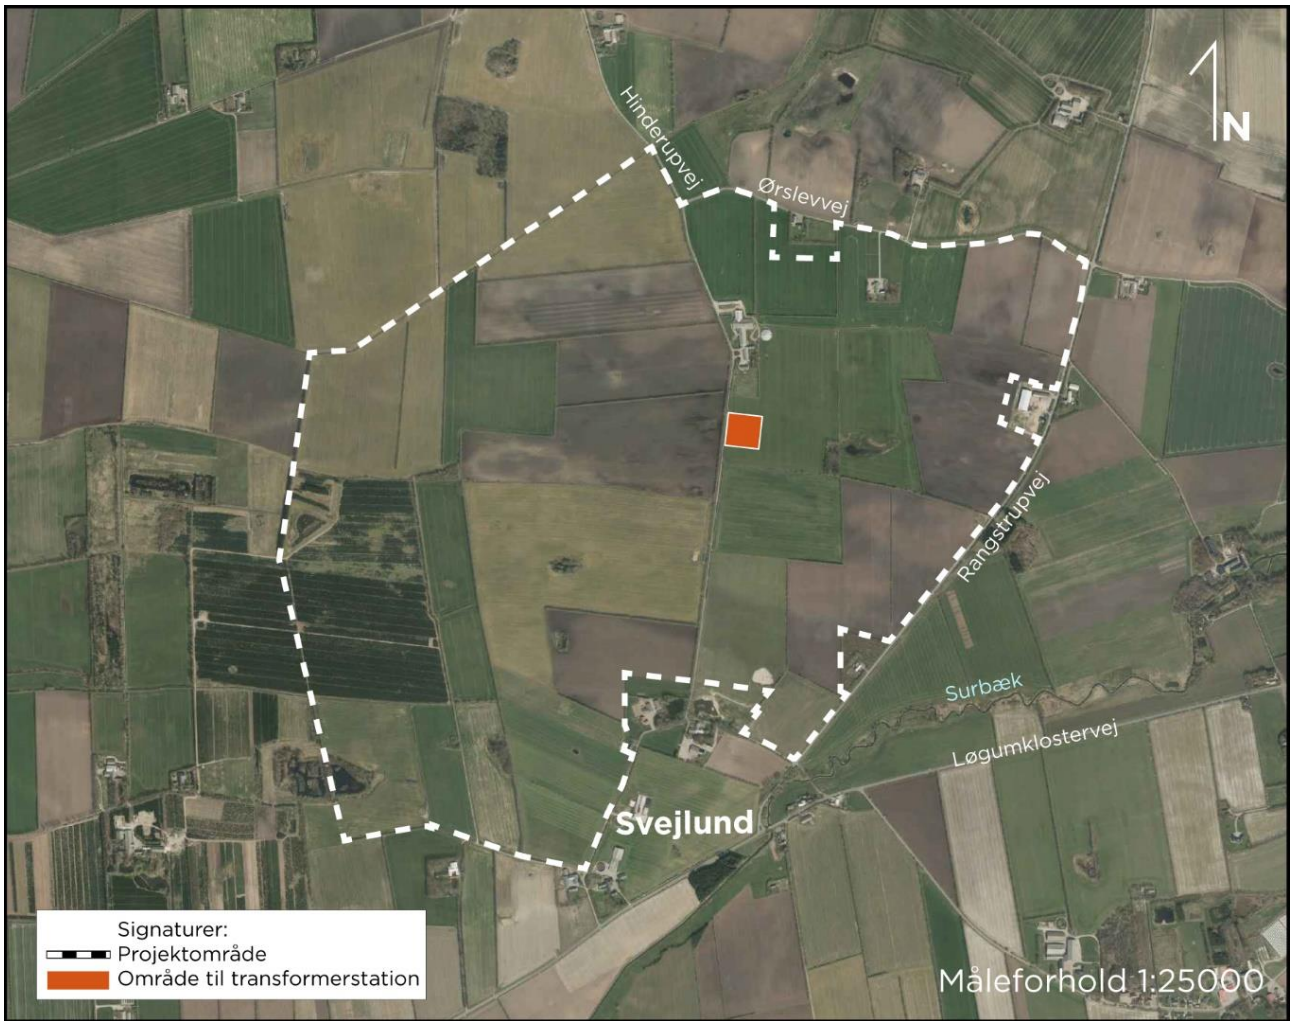 Hinderupvej
Ørslevvej
N
Rangstrupvej
Surbæk
Løgumklostervej
Svejlund
Signaturer:
Projektområde
Område til transformerstation
Måleforhold 1:25000